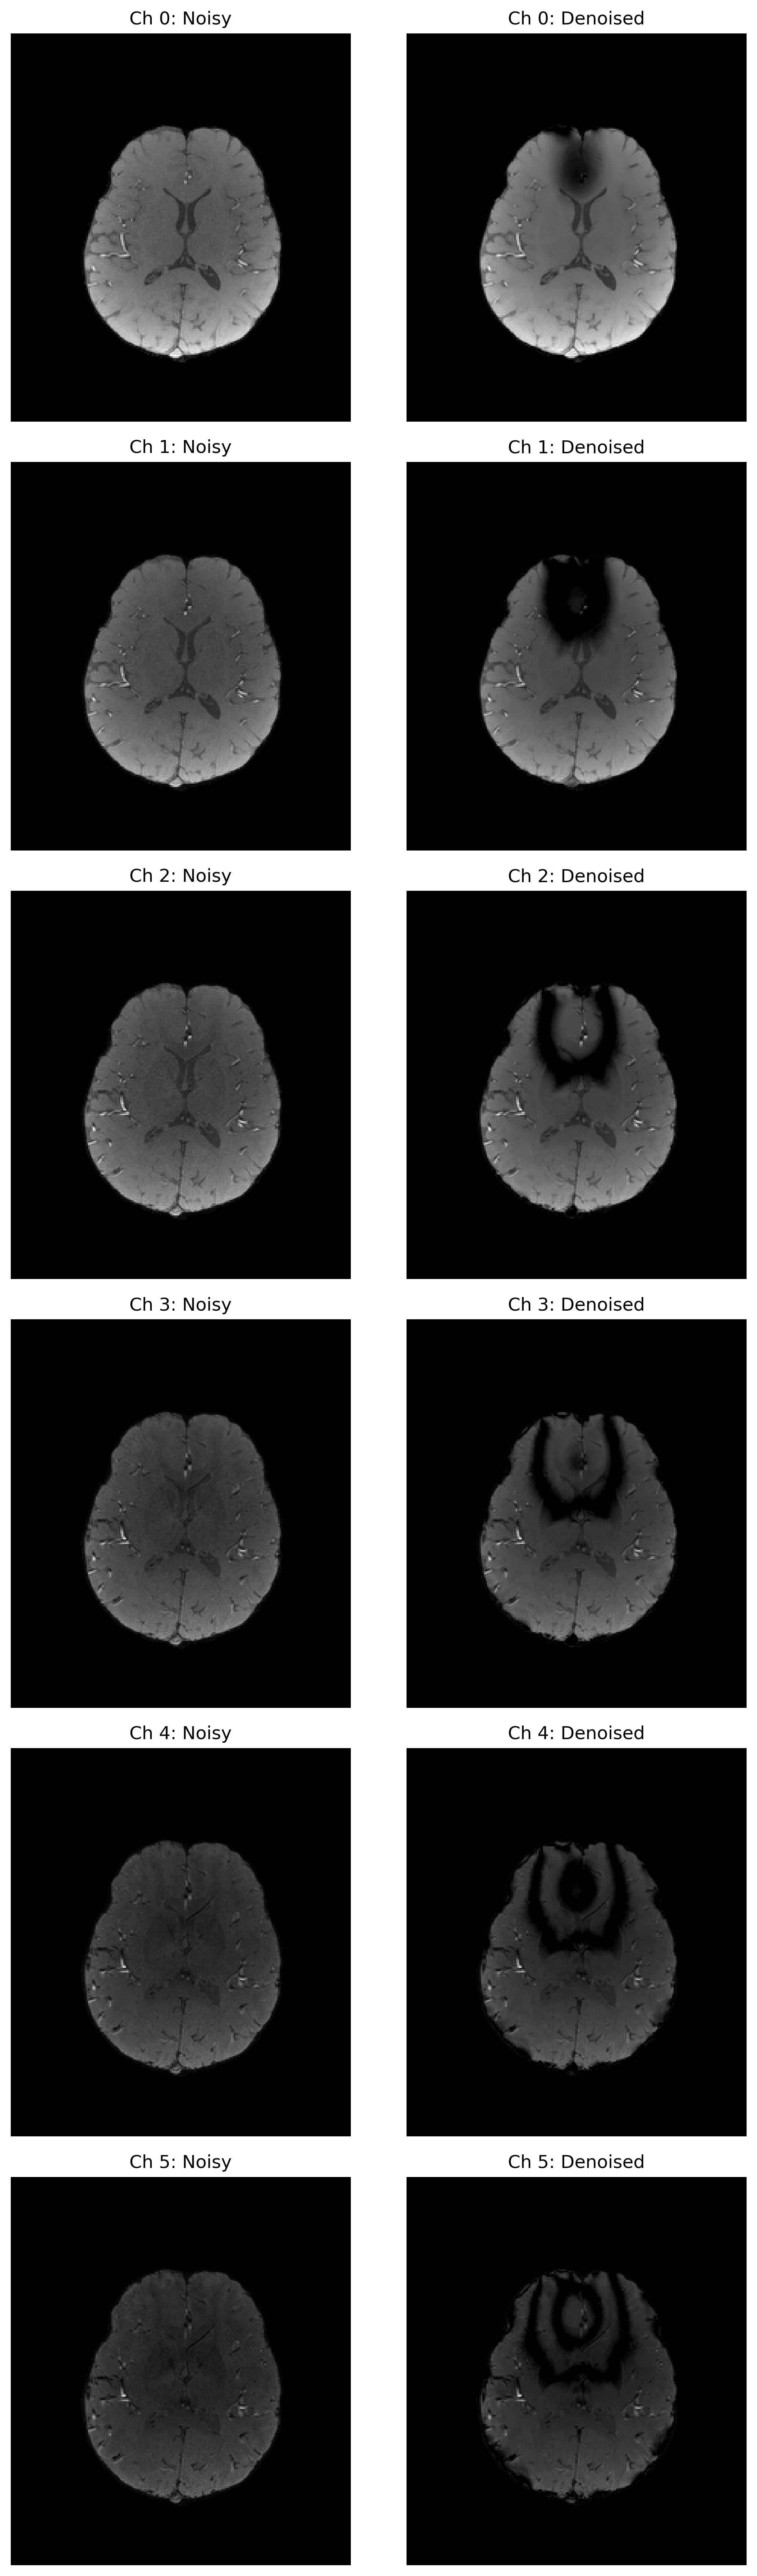 Ch 0: Noisy
Ch 0: Denoised
Ch 1: Noisy
Ch 1: Denoised
Ch 2: Noisy
Ch 2: Denoised
Ch 3: Noisy
Ch 3: Denoised
Ch 4: Noisy
Ch 4: Denoised
Ch 5: Noisy
Ch 5: Denoised